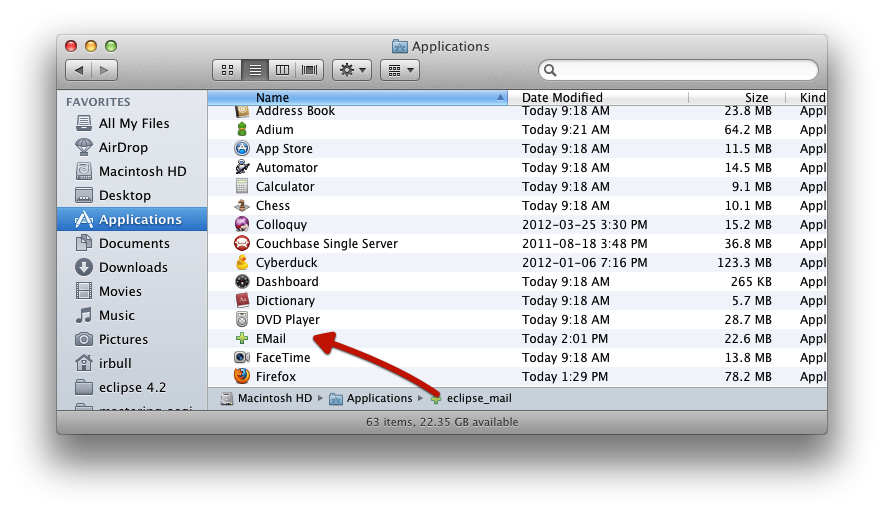 Applications
Name Date Modified Size Kind
FAVORITES
All My Files
AirDrop
Macintosh HD
Desktop
Applications
Documents
Downloads
Movies
Music
Pictures
irbull
eclipse 4.2
Address Book Today 9:18 AM 23.8 MB Appl
Adium Today 9:21 AM 64.2 MB Appl
App Store Today 9:18 AM 11.5 MB Appl
Automator Today 9:18 AM 14.5 MB Appl
Calculator Today 9:18 AM 9.1 MB Appl
Chess Today 9:18 AM 10.1 MB Appl
Colloquy 2012-03-25 3:30 PM 15.2 MB Appl
Couchbase Single Server 2011-08-18 3:48 PM 36.8 MB Appl
Cyberduck 2012-01-06 7:16 PM 123.3 MB Appl
Dashboard Today 9:18 AM 265 KB Appl
Dictionary Today 9:18 AM 5.7 MB Appl
DVD Player Today 9:18 AM 28.7 MB Appl
EMail Today 2:01 PM 22.6 MB Appl
FaceTime Today 9:18 AM 13.8 MB Appl
Firefox Today 1:29 PM 78.2 MB Appl
Macintosh HD Applications eclipse_mail
63 items, 22.35 GB available